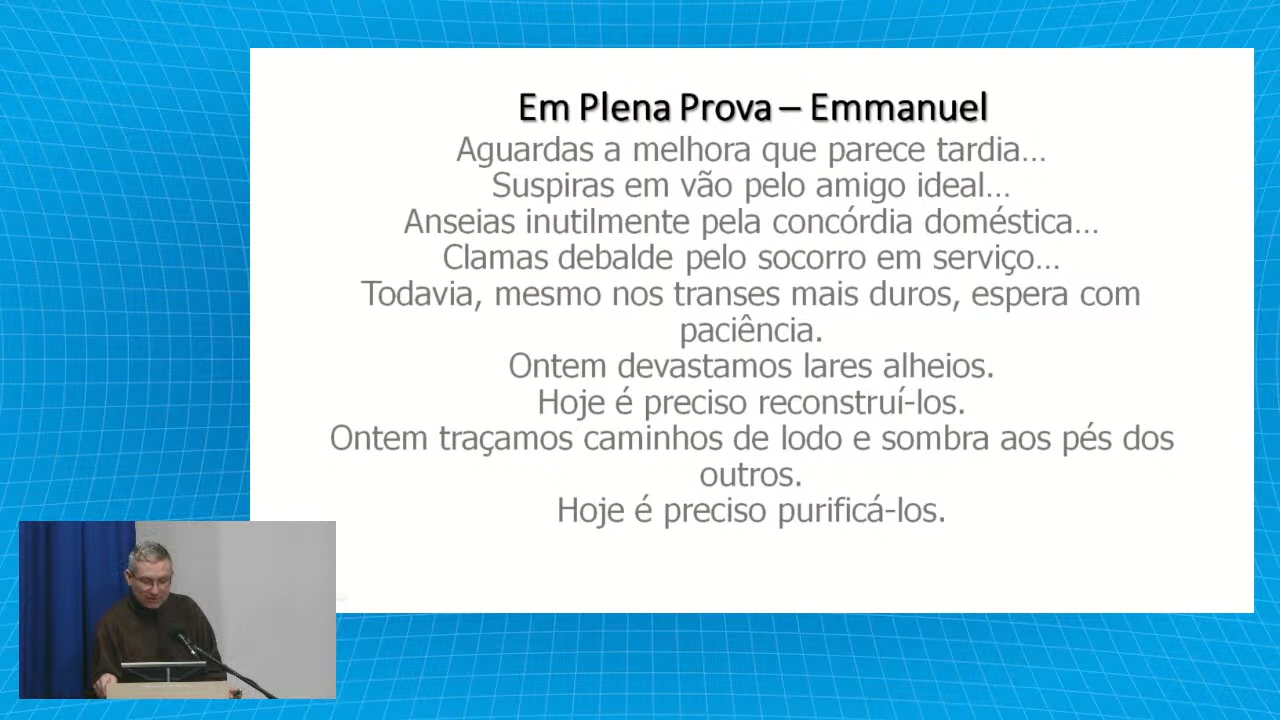 Em Plena Prova – Emmanuel
Aguardas a melhora que parece tardia…
Suspiras em vão pelo amigo ideal…
Anseias inutilmente pela concórdia doméstica…
Clamas debalde pelo socorro em serviço…
Todavia, mesmo nos transes mais duros, espera com
paciência.
Ontem devastamos lares alheios.
Hoje é preciso reconstruí-los.
Ontem traçamos caminhos de lodo e sombra aos pés dos
outros.
Hoje é preciso purificá-los.